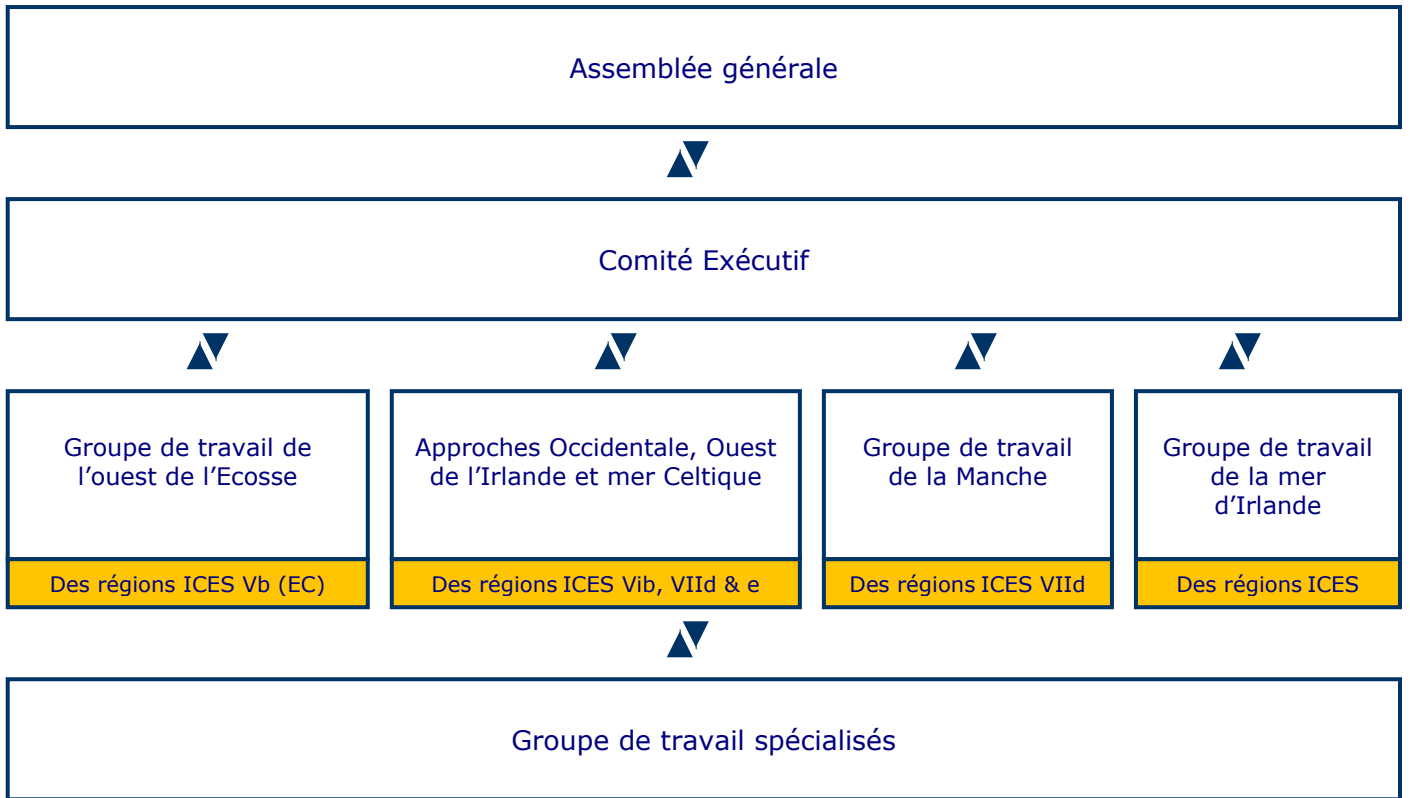 Assemblée générale
Comité Exécutif
Groupe de travail de
l’ouest de l’Ecosse
Des régions ICES Vb (EC)
Approches Occidentale, Ouest
de l’Irlande et mer Celtique
Des régions ICES Vib, VIId & e
Groupe de travail
de la Manche
Des régions ICES VIId
Groupe de travail
de la mer
d’Irlande
Des régions ICES
Groupe de travail spécialisés